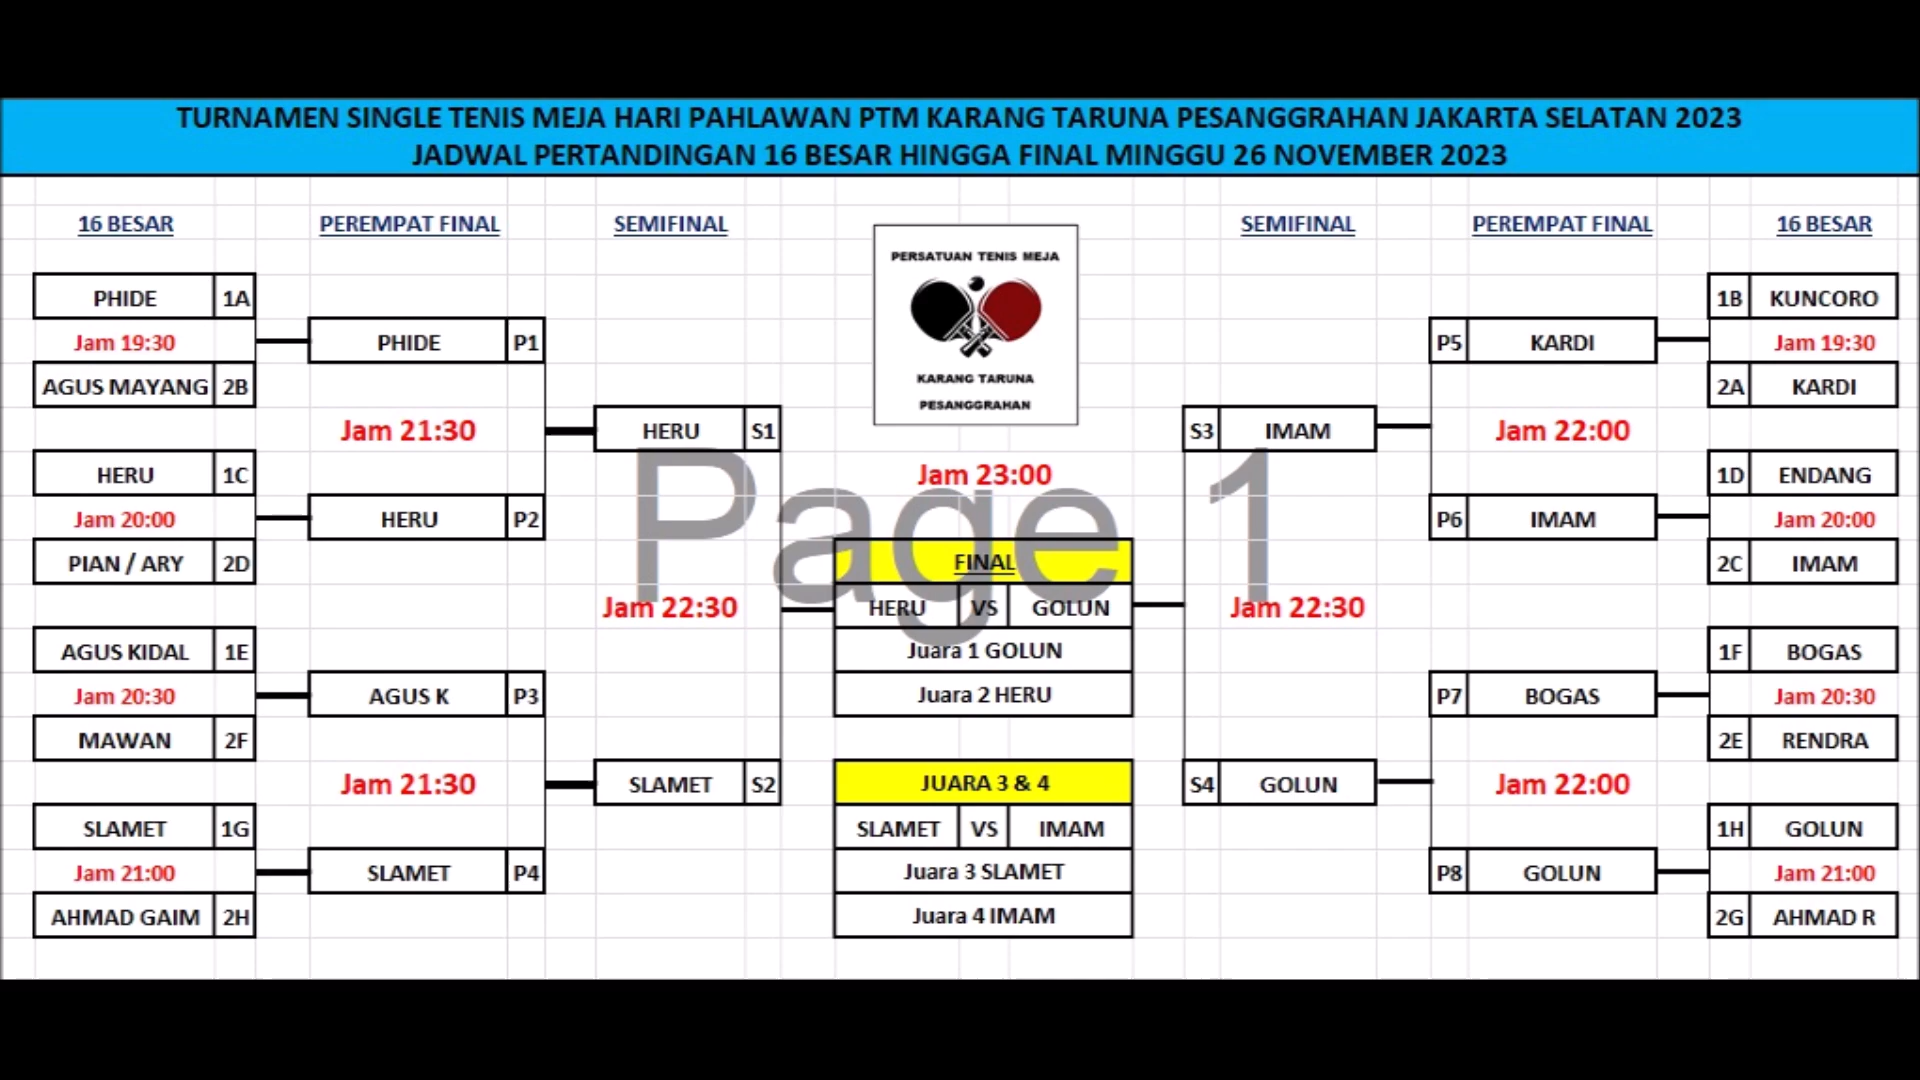 TURNAMEN SINGLE TENIS MEJA HARI PAHLAWAN PTM KARANG TARUNA PESANGGRAHAN JAKARTA SELATAN 2023
JADWAL PERTANDINGAN 16 BESAR HINGGA FINAL MINGGU 26 NOVEMBER 2023
16 BESAR PEREMPAT FINAL SEMIFINAL SEMIFINAL PEREMPAT FINAL 16 BESAR
PERSATUAN TENIS MEJA
PHIDE 1A 1B KUNCORO
Jam 19:30 PHIDE P1 P5 KARDI Jam 19:30
KARANG TARUNA
AGUS MAYANG 2B 2A KARDI
PESANGGRAHAN
Jam 21:30 HERU S1 S3 IMAM Jam 22:00
HERU 1C Jam 23:00 1D ENDANG
Jam 20:00 HERU P2 P6 IMAM Jam 20:00
Page 1
PIAN / ARY 2D FINAL 2C IMAM
Jam 22:30 HERU VS GOLUN Jam 22:30
AGUS KIDAL 1E Juara 1 GOLUN 1F BOGAS
Jam 20:30 AGUS K P3 Juara 2 HERU P7 BOGAS Jam 20:30
MAWAN 2F 2E RENDRA
Jam 21:30 SLAMET S2 JUARA 3 & 4 S4 GOLUN Jam 22:00
SLAMET 1G SLAMET VS IMAM 1H GOLUN
Jam 21:00 SLAMET P4 Juara 3 SLAMET P8 GOLUN Jam 21:00
AHMAD GAIM 2H Juara 4 IMAM 2G AHMAD R